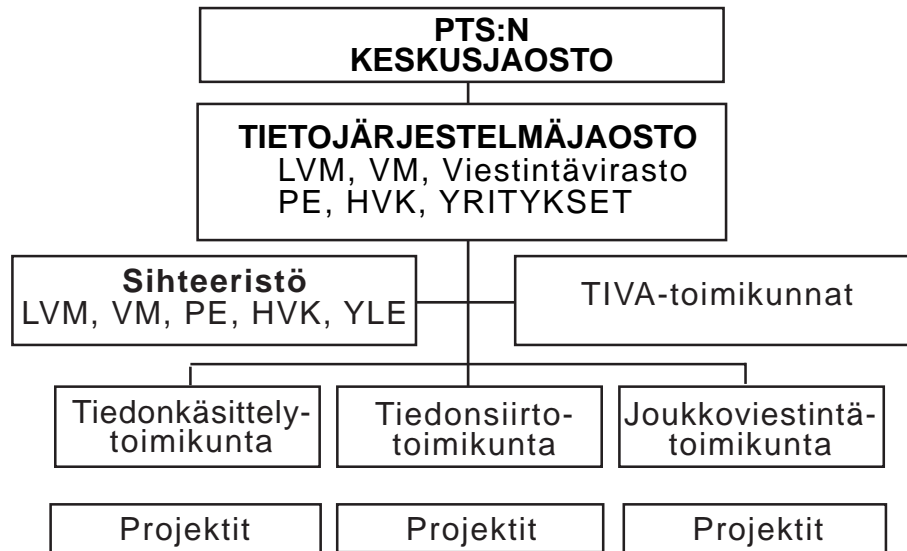 PTS:N
KESKUSJAOSTO
TIETOJÄRJESTELMÄJAOSTO
LVM, VM, Viestintävirasto
PE, HVK, YRITYKSET
Sihteeristö
LVM, VM, PE, HVK, YLE
TIVA-toimikunnat
Tiedonkäsittely-
toimikunta
Tiedonsiirto-
toimikunta
Joukkoviestintä-
toimikunta
Projektit
Projektit
Projektit